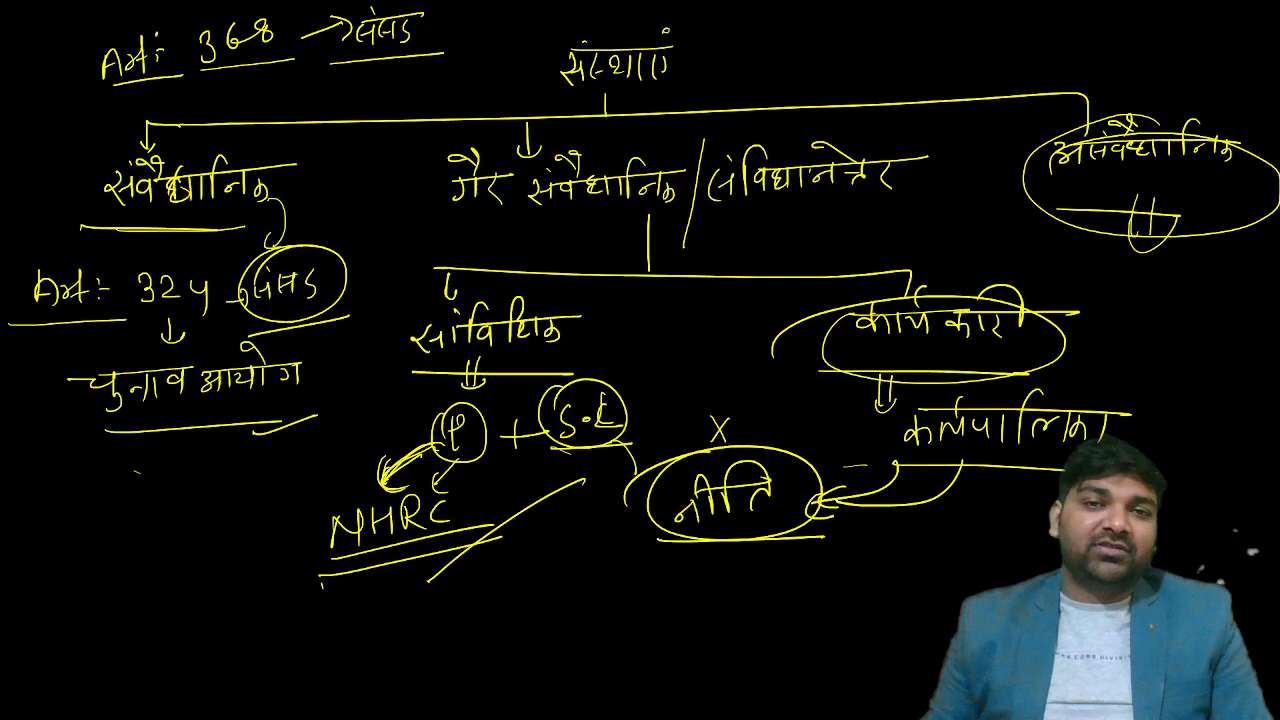 Art:- 368 → संसद
संस्थाएं
संवैधानिक
गैर संवैधानिक / संविधानेत्तर
असंवैधानिक
Art:- 324 संसद
चुनाव आयोग
सांविधिक
कार्यकारी
P +
कार्यपालिका
X
नीति
NHRC